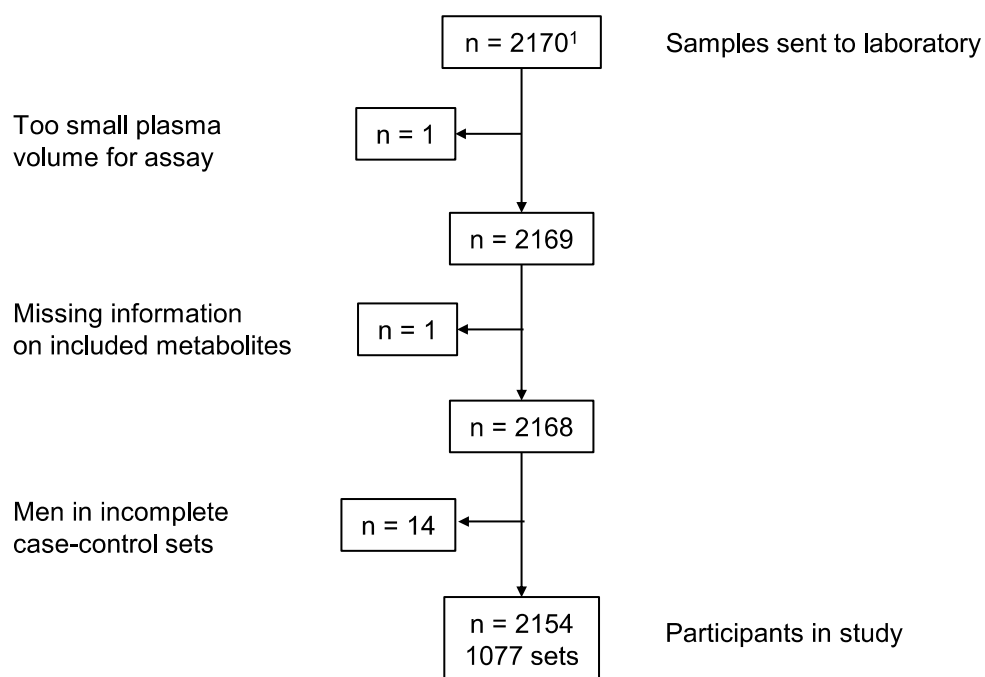 n = 2170¹
Samples sent to laboratory
Too small plasma
volume for assay
n = 1
n = 2169
Missing information
on included metabolites
n = 1
n = 2168
Men in incomplete
case-control sets
n = 14
n = 2154
1077 sets
Participants in study